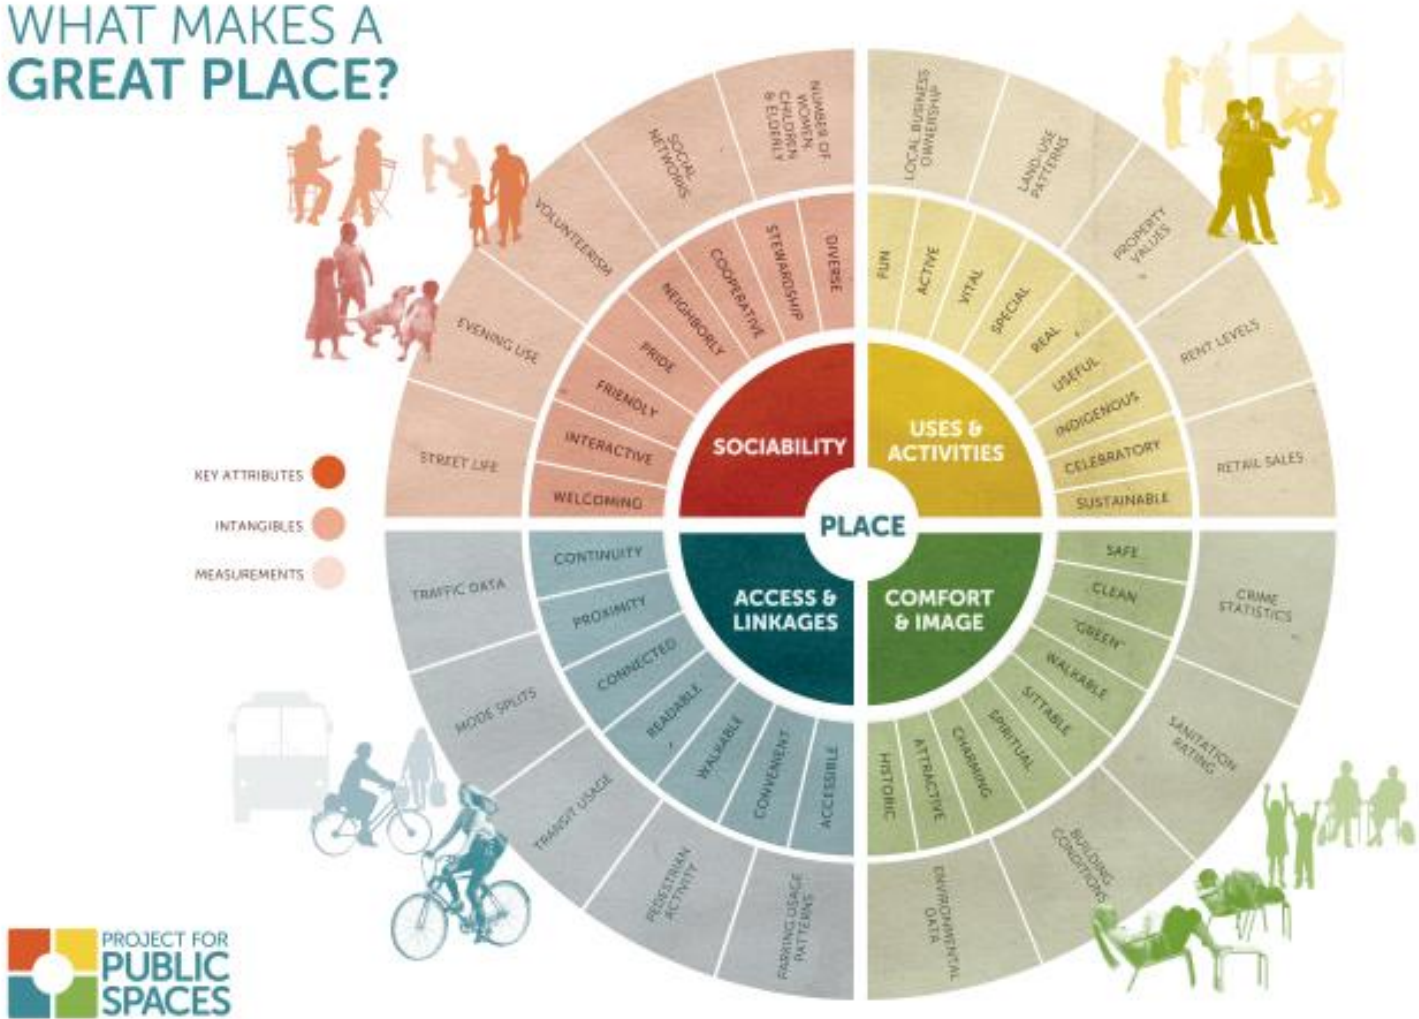 WHAT MAKES A
GREAT PLACE?
KEY ATTRIBUTES
INTANGIBLES
MEASUREMENTS
PLACE
SOCIABILITY
USES &
ACTIVITIES
ACCESS &
LINKAGES
COMFORT
& IMAGE
WELCOMING
INTERACTIVE
FRIENDLY
PRIDE
NEIGHBORLY
COOPERATIVE
STEWARDSHIP
DIVERSE
FUN
ACTIVE
VITAL
SPECIAL
REAL
USEFUL
INDIGENOUS
CELEBRATORY
SUSTAINABLE
SAFE
CLEAN
"GREEN"
WALKABLE
SITTABLE
SPIRITUAL
CHARMING
ATTRACTIVE
HISTORIC
ACCESSIBLE
CONVENIENT
WALKABLE
READABLE
CONNECTED
PROXIMITY
CONTINUITY
STREET LIFE
EVENING USE
VOLUNTEERISM
SOCIAL
NETWORKS
NUMBER OF
WOMEN,
CHILDREN
& ELDERLY
LOCAL BUSINESS
OWNERSHIP
LAND-USE
PATTERNS
PROPERTY
VALUES
RENT LEVELS
RETAIL SALES
CRIME
STATISTICS
SANITATION
RATING
BUILDING
CONDITIONS
ENVIRONMENTAL
DATA
PARKING USAGE
PATTERNS
PEDESTRIAN
ACTIVITY
TRANSIT USAGE
MODE SPLITS
TRAFFIC DATA
PROJECT FOR
PUBLIC
SPACES